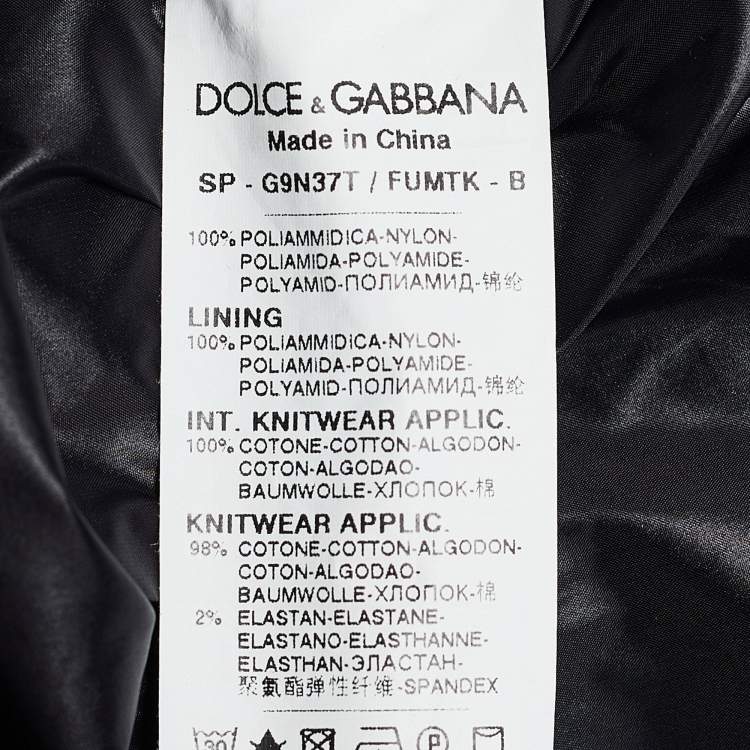 DOLCE & GABBANA
Made in China
SP - G9N37T / FUMTK - B
100% POLIAMMIDICA-NYLON-
POLIAMIDA-POLYAMIDE-
POLYAMID-ПОЛИАМИД-锦纶
LINING
100% POLIAMMIDICA-NYLON-
POLIAMIDA-POLYAMIDE-
POLYAMID-ПОЛИАМИД-锦纶
INT. KNITWEAR APPLIC.
100% COTONE-COTTON-ALGODON-
COTON-ALGODAO-
BAUMWOLLE-ХЛОПОК-棉
KNITWEAR APPLIC.
98% COTONE-COTTON-ALGODON-
COTON-ALGODAO-
BAUMWOLLE-ХЛОПОК-棉
2% ELASTAN-ELASTANE-
ELASTANO-ELASTHANNE-
ELASTHAN-ЭЛАСТАН-
聚氨酯弹性纤维-SPANDEX
30 P